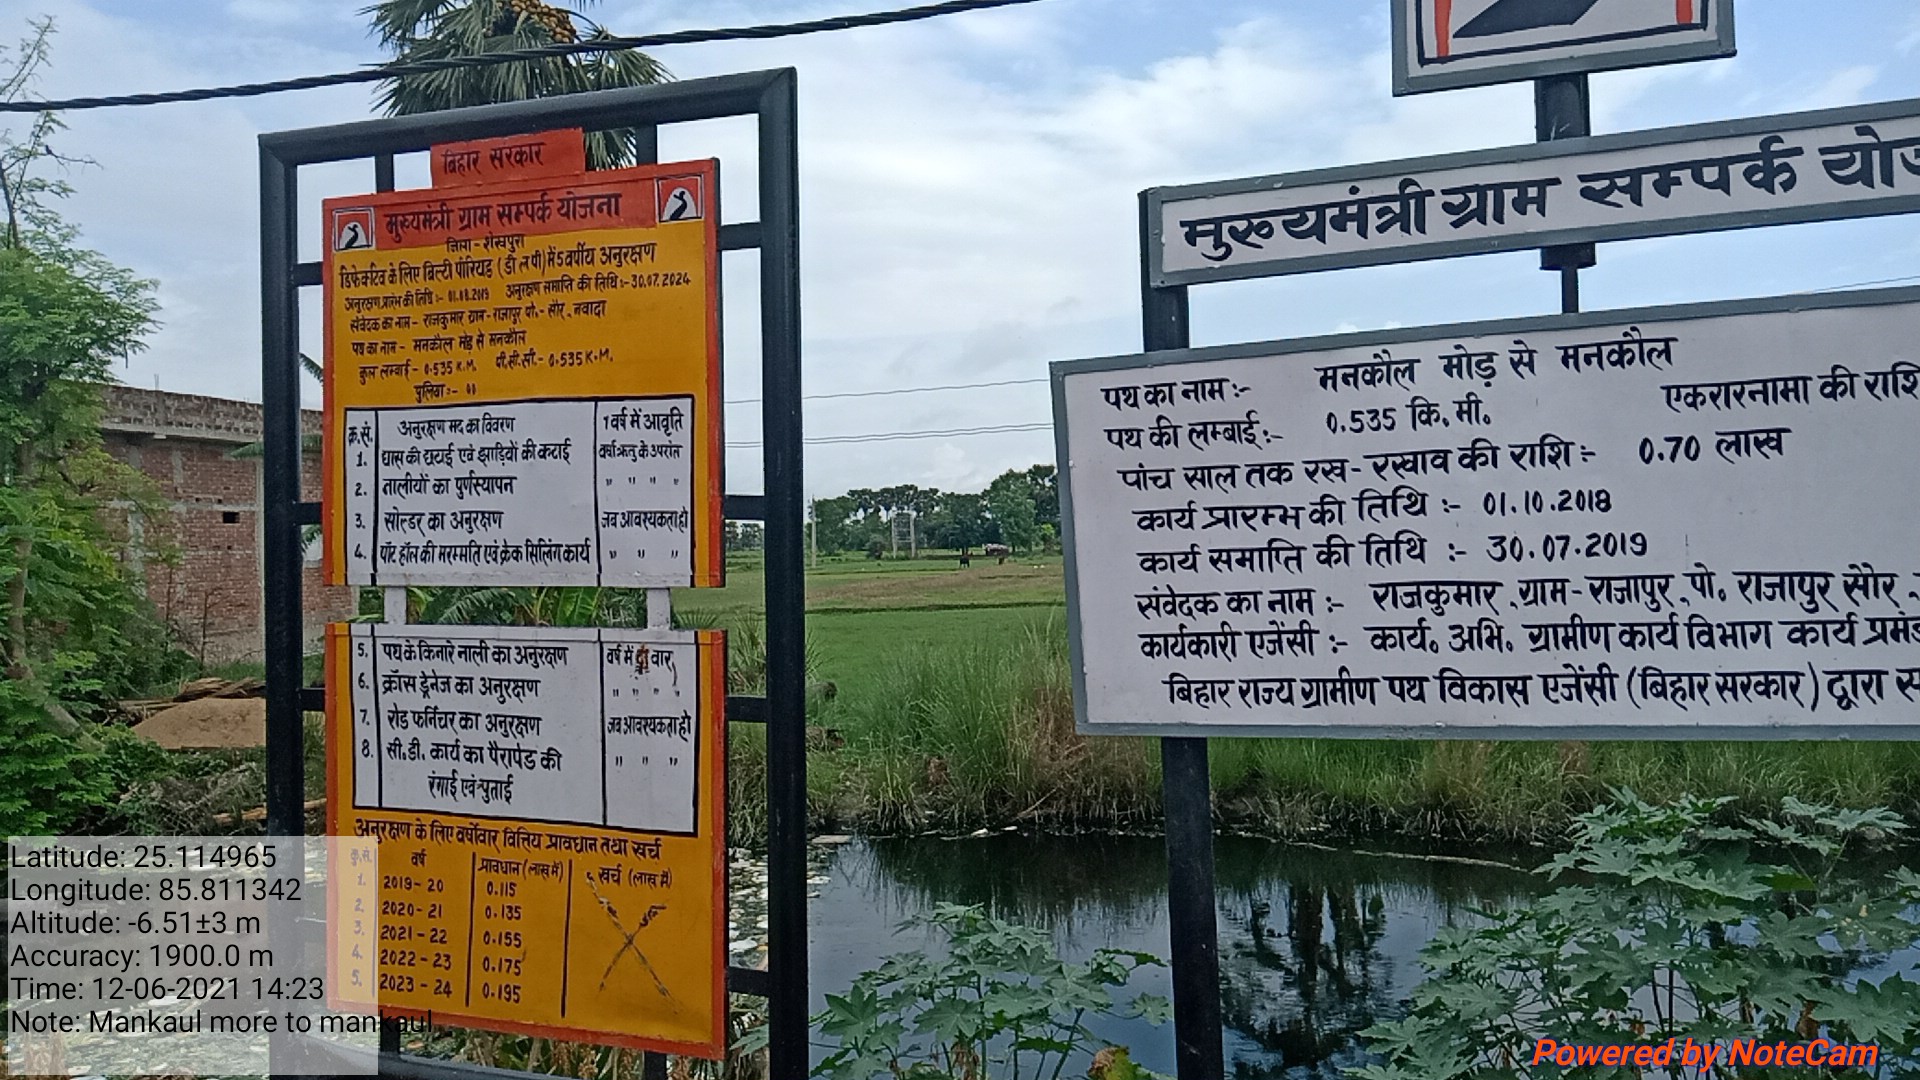 बिहार सरकार
मुख्यमंत्री ग्राम सम्पर्क योजना
जिला - शेखपुरा
डिफेक्टिव के लिए बिल्टी पीरियड (डी ल पी) में 5 वर्षीय अनुरक्षण
अनुरक्षण प्रारंभ की तिथि :- 01.08.2019 अनुरक्षण समाप्ति की तिथि :- 30.07.2024
संवेदक का नाम - राजकुमार ग्राम - राजापुर पो.- सौर, नवादा
पथ का नाम - मनकौल मोड़ से मनकौल
कुल लम्बाई - 0.535 K.M. पी.सी.सी.- 0.535 K.M.
पुलिया :- 00
क्र.सं. अनुरक्षण मद का विवरण 1 वर्ष में आवृति
1. घास की छटाई एवं झाड़ियों की कटाई वर्षा ऋतु के उपरांत
2. नालीयों का पुर्णस्थापन " " " "
3. सोल्डर का अनुरक्षण जब आवश्यकता हो
4. पॉट हॉल की मरम्मति एवं क्रेक सिलिंग कार्य " " "
5. पथ के किनारे नाली का अनुरक्षण वर्ष में दो वार
6. क्रॉस ड्रेनेज का अनुरक्षण " " " "
7. रोड फर्निचर का अनुरक्षण जब आवश्यकता हो
8. सी.डी. कार्य का पैरापेड की " " "
रंगाई एवं पुताई
अनुरक्षण के लिए वर्षोवार वित्तिय प्रावधान तथा खर्च
क्र.सं. वर्ष प्रावधान (लाख में) खर्च (लाख में)
1. 2019-20 0.115
2. 2020-21 0.135
3. 2021-22 0.155
4. 2022-23 0.175
5. 2023-24 0.195
मुख्यमंत्री ग्राम सम्पर्क
पथ का नाम :- मनकौल मोड़ से मनकौल
पथ की लम्बाई :- 0.535 कि.मी. एकरारनामा की
पांच साल तक रख-रखाव की राशि :- 0.70 लाख
कार्य प्रारम्भ की तिथि :- 01.10.2018
कार्य समाप्ति की तिथि :- 30.07.2019
संवेदक का नाम :- राजकुमार, ग्राम-राजापुर, पो. राजापुर सौर,
कार्यकारी एजेंसी :- कार्य. अभि. ग्रामीण कार्य विभाग कार्य
बिहार राज्य ग्रामीण पथ विकास एजेंसी (बिहार सरकार) द्वारा
Latitude: 25.114965
Longitude: 85.811342
Altitude: -6.51±3 m
Accuracy: 1900.0 m
Time: 12-06-2021 14:23
Note: Mankaul more to mankaul
Powered by NoteCam